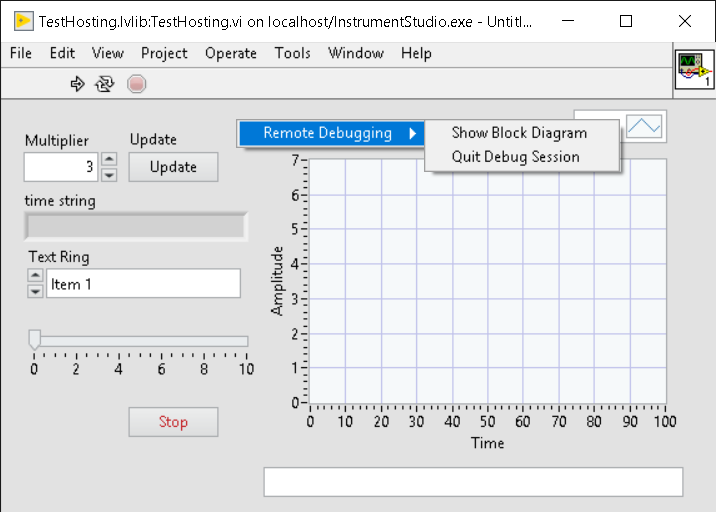 TestHosting.lvlib:TestHosting.vi on localhost/InstrumentStudio.exe - Untitl...
File Edit View Project Operate Tools Window Help
1
Multiplier
3
Update
Update
time string
Text Ring
Item 1
0 2 4 6 8 10
Stop
Remote Debugging
Show Block Diagram
Quit Debug Session
Amplitude
7
6
5
4
3
2
1
0
0 10 20 30 40 50 60 70 80 90 100
Time